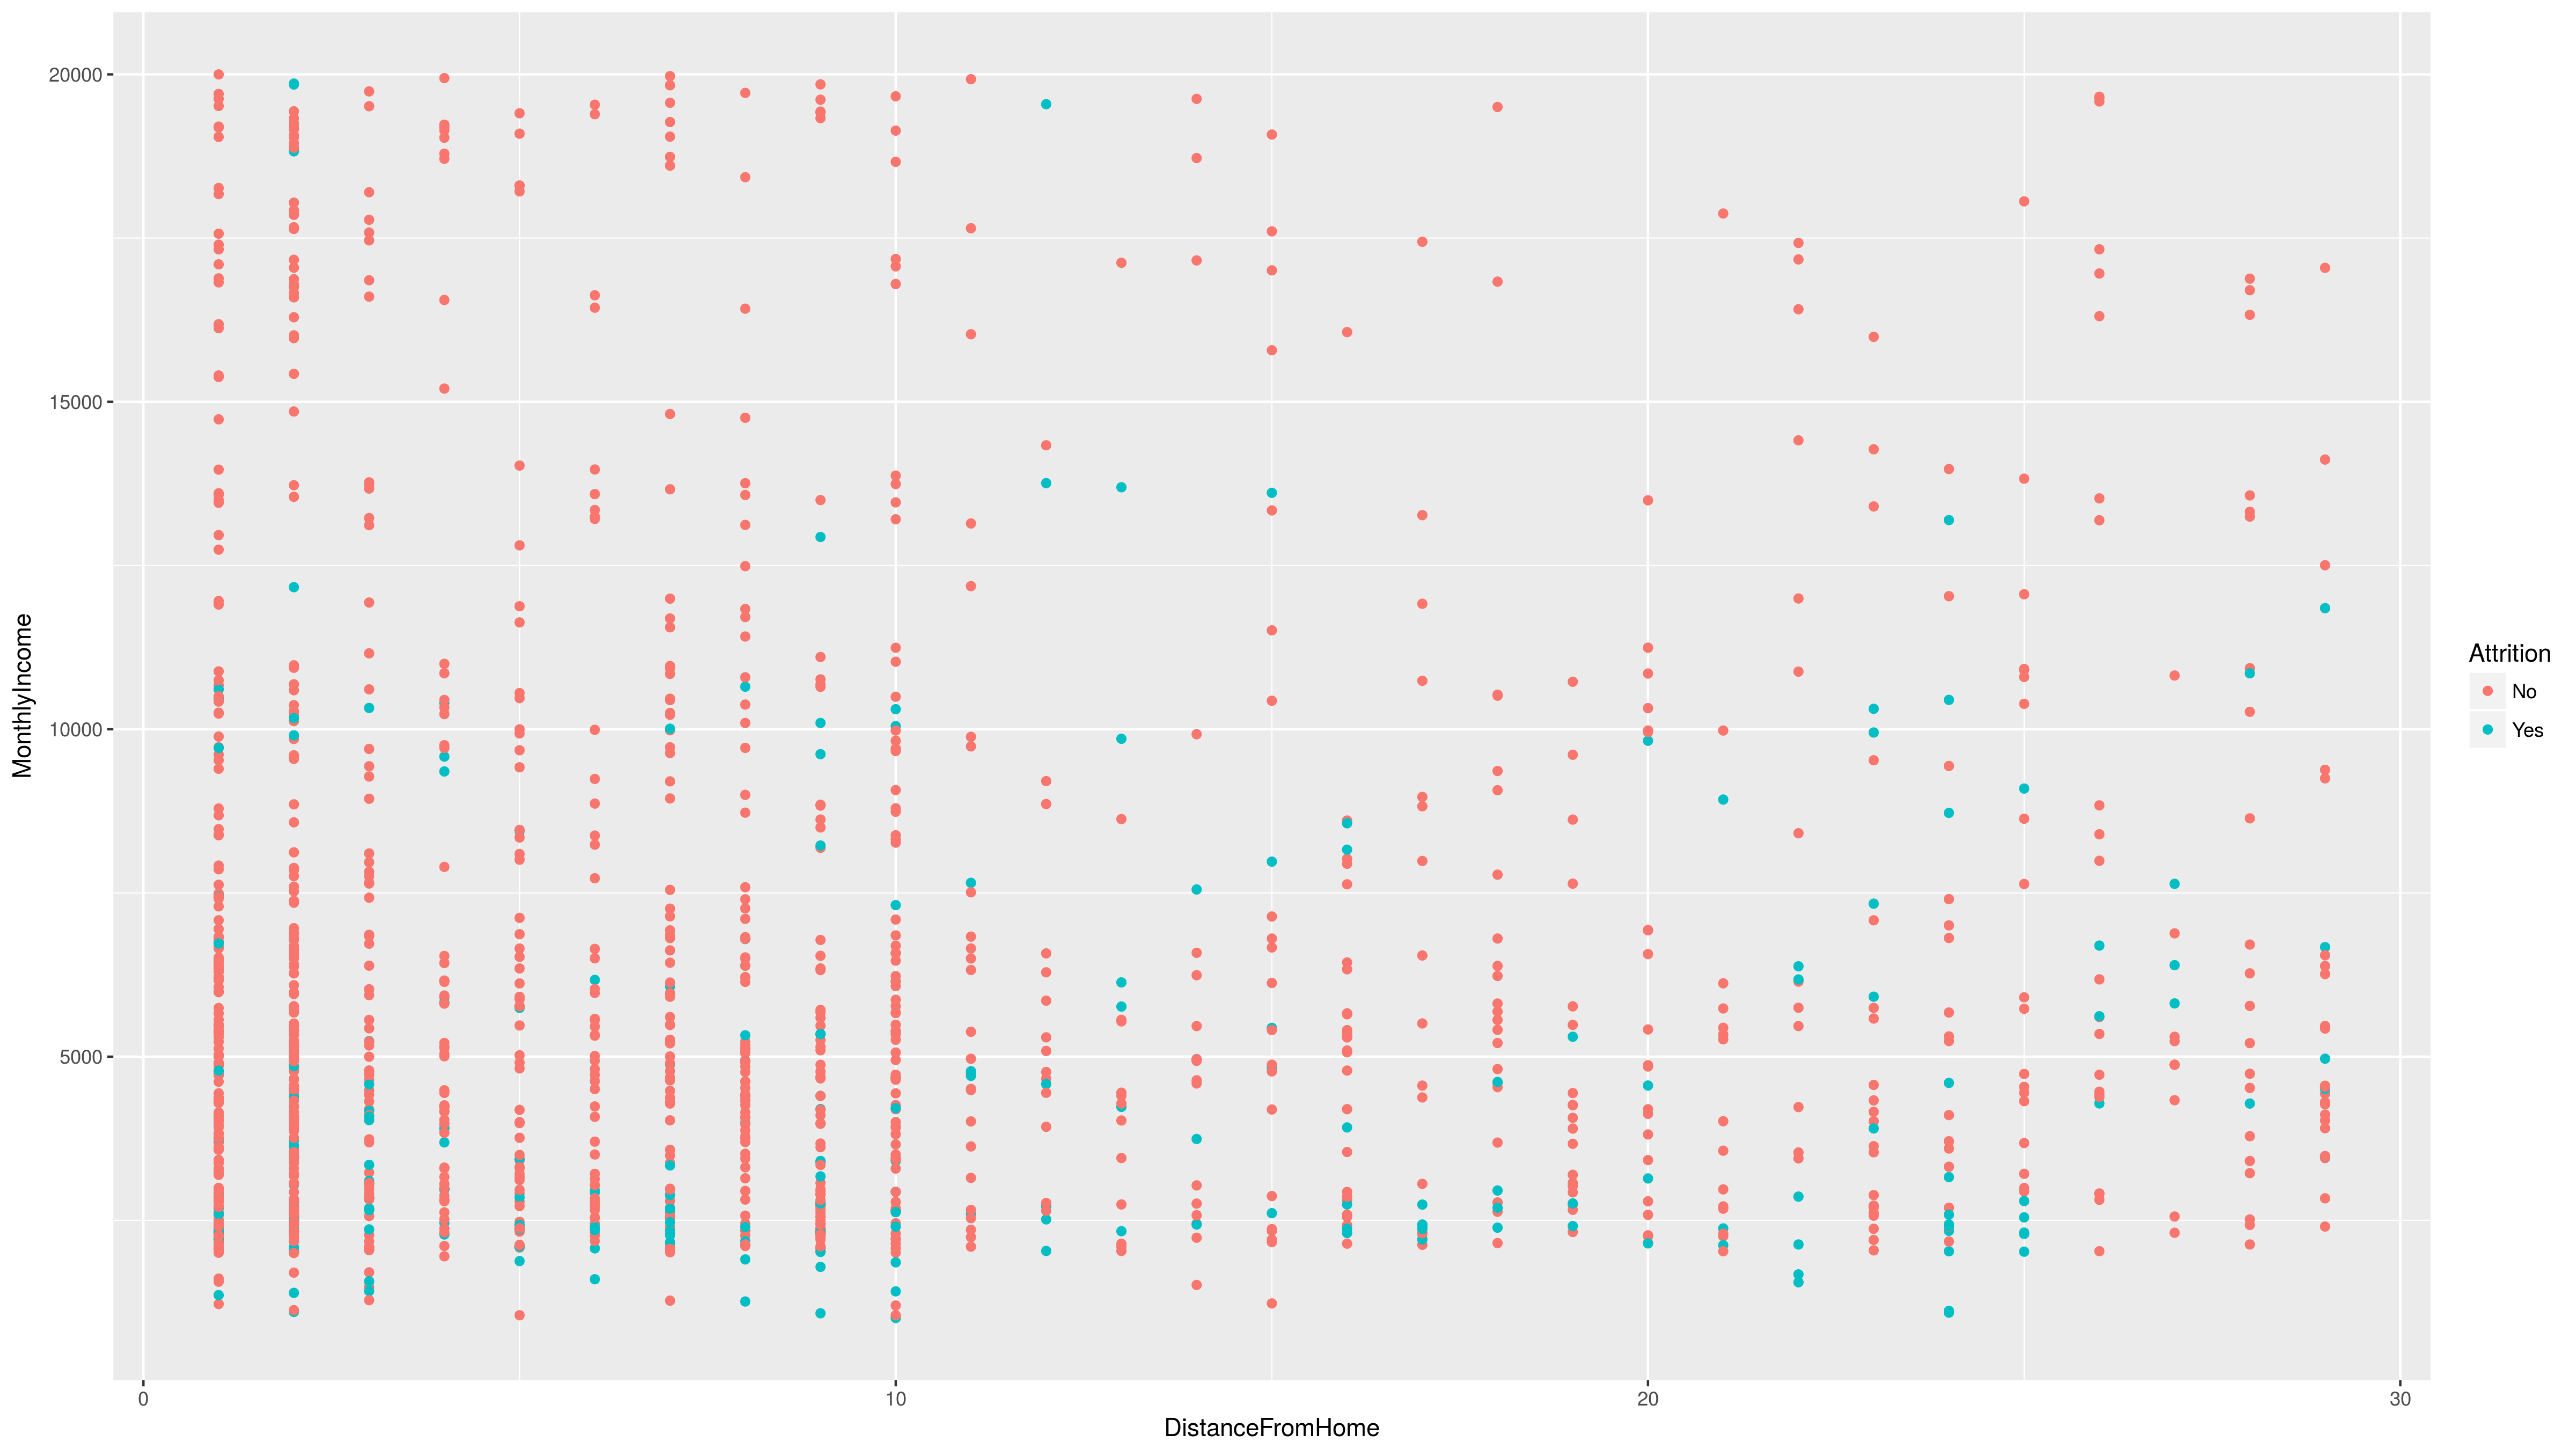 20000
15000
10000
5000
MonthlyIncome
0
10
20
30
DistanceFromHome
Attrition
No
Yes